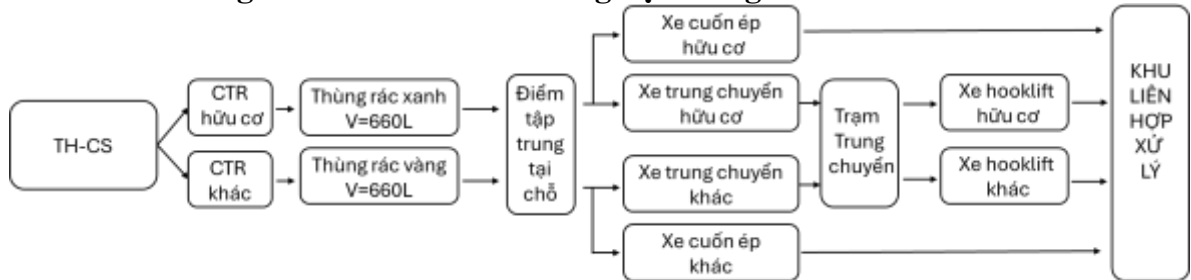 TH-CS
CTR
hữu cơ
CTR
khác
Thùng rác xanh
V=660L
Thùng rác vàng
V=660L
Điểm
tập
trung
tại
chỗ
Xe cuốn ép
hữu cơ
Xe trung chuyển
hữu cơ
Xe trung chuyển
khác
Xe cuốn ép
khác
Trạm
Trung
chuyển
Xe hooklift
hữu cơ
Xe hooklift
khác
KHU
LIÊN
HỢP
XỬ
LÝ